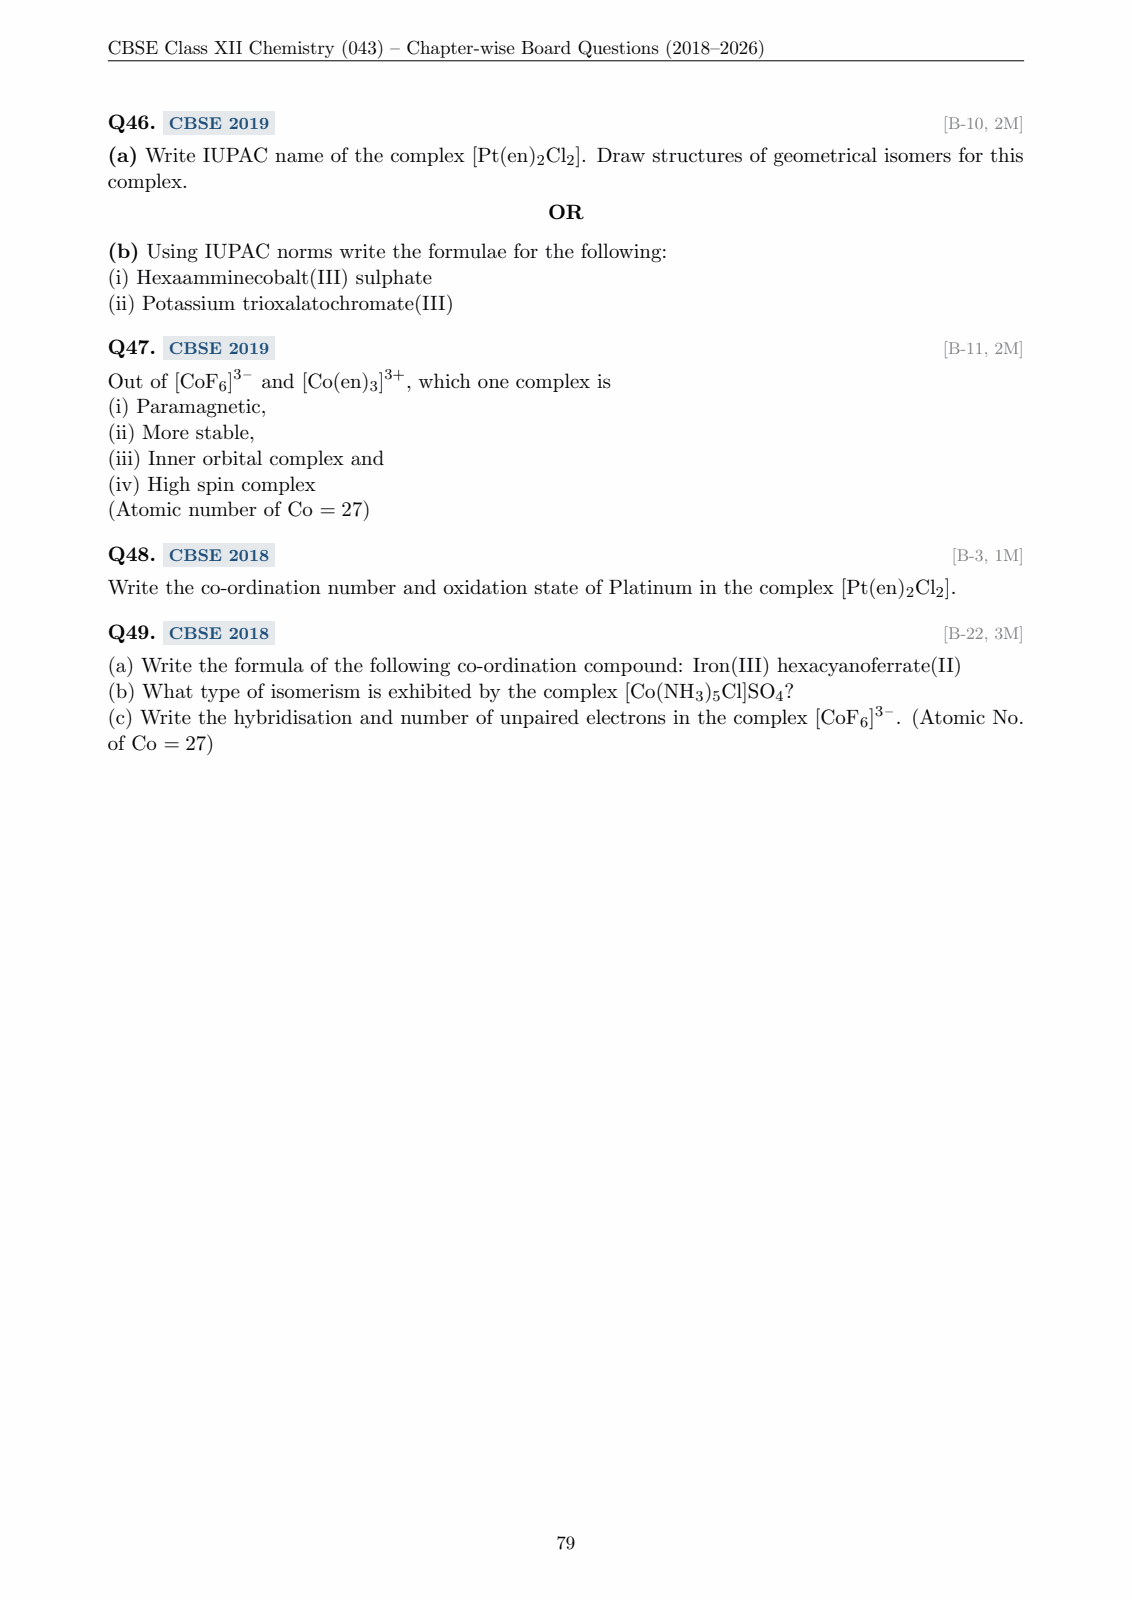 CBSE Class XII Chemistry (043) – Chapter-wise Board Questions (2018–2026)
Q46. CBSE 2019 [B-10, 2M]
(a) Write IUPAC name of the complex [Pt(en)₂Cl₂]. Draw structures of geometrical isomers for this
complex.
OR
(b) Using IUPAC norms write the formulae for the following:
(i) Hexaamminecobalt(III) sulphate
(ii) Potassium trioxalatochromate(III)
Q47. CBSE 2019 [B-11, 2M]
Out of [CoF₆]³⁻ and [Co(en)₃]³⁺, which one complex is
(i) Paramagnetic,
(ii) More stable,
(iii) Inner orbital complex and
(iv) High spin complex
(Atomic number of Co = 27)
Q48. CBSE 2018 [B-3, 1M]
Write the co-ordination number and oxidation state of Platinum in the complex [Pt(en)₂Cl₂].
Q49. CBSE 2018 [B-22, 3M]
(a) Write the formula of the following co-ordination compound: Iron(III) hexacyanoferrate(II)
(b) What type of isomerism is exhibited by the complex [Co(NH₃)₅Cl]SO₄?
(c) Write the hybridisation and number of unpaired electrons in the complex [CoF₆]³⁻. (Atomic No.
of Co = 27)
79